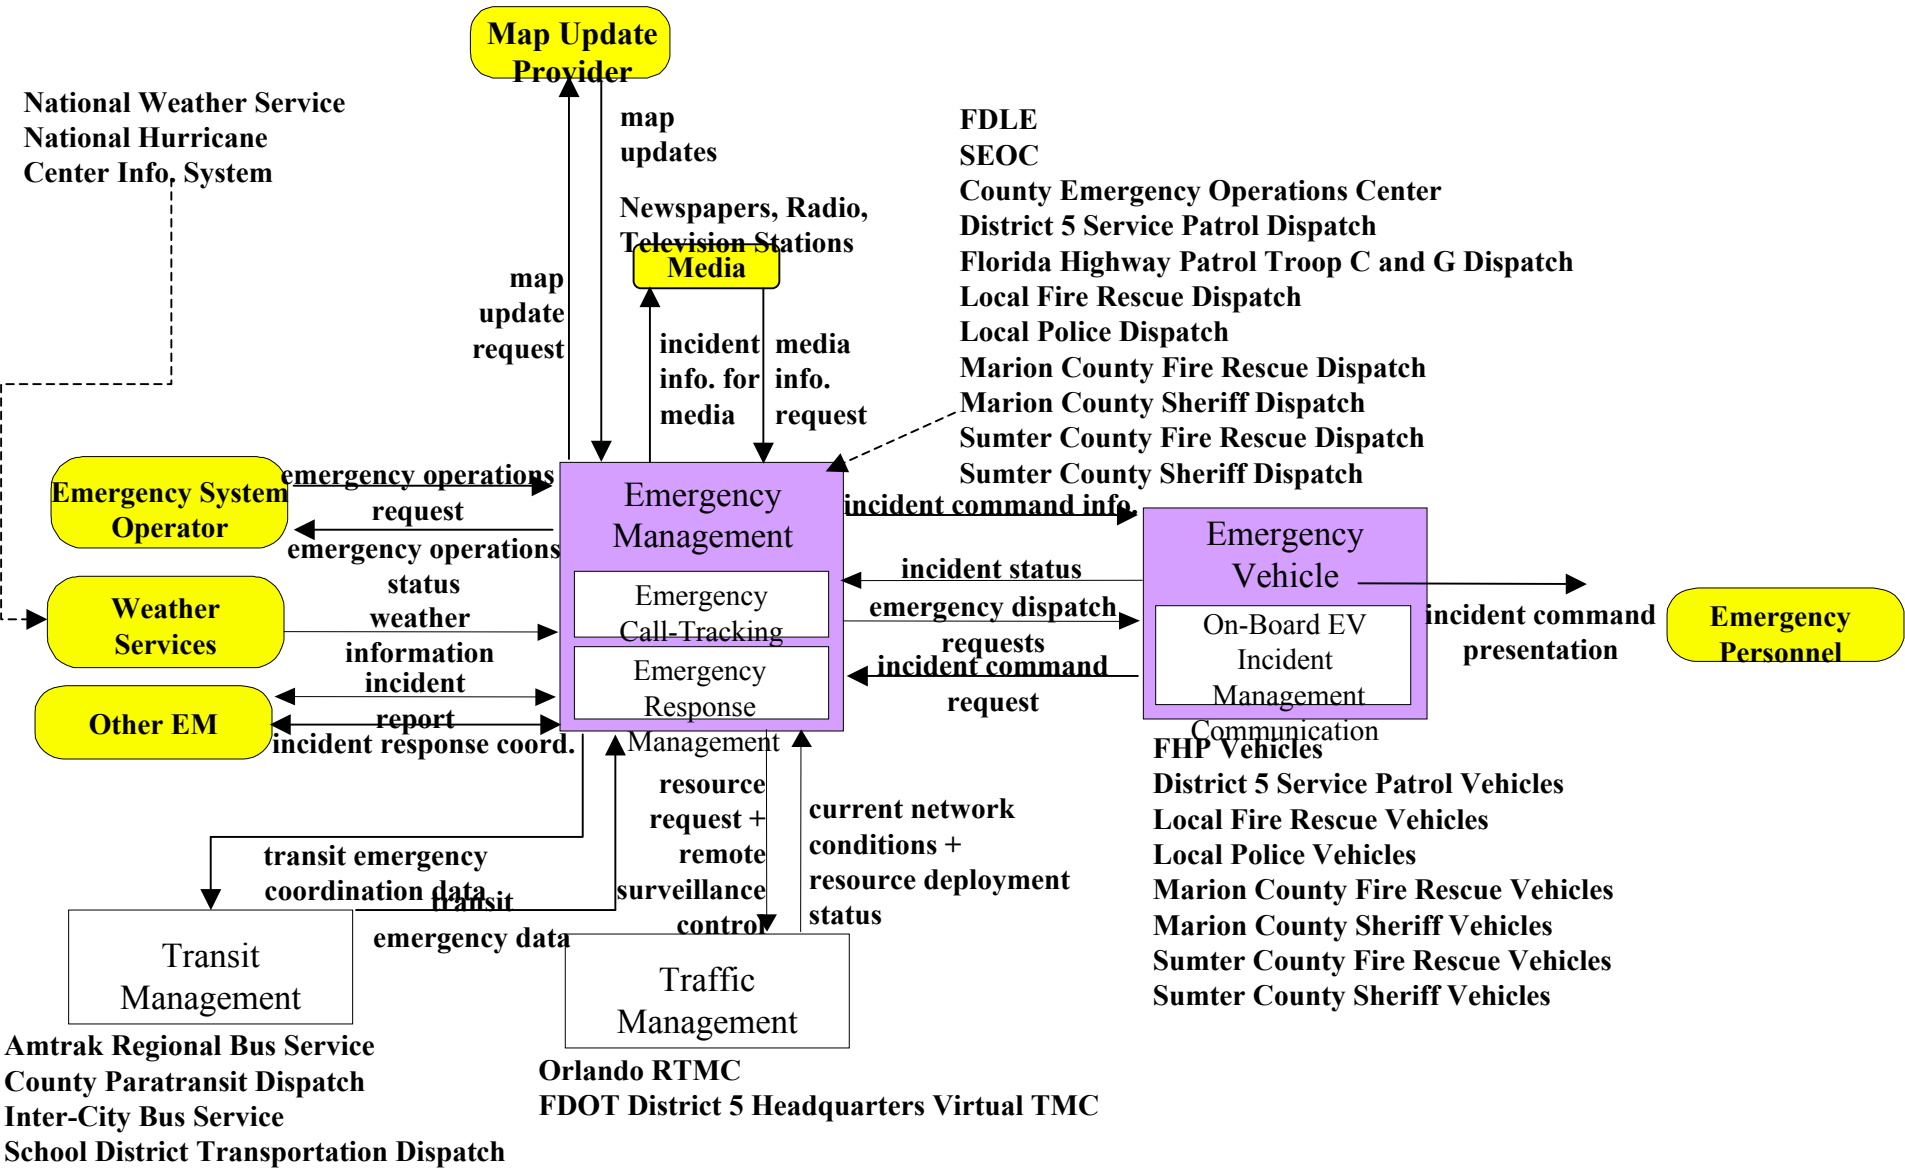 Map Update
Provider
National Weather Service
National Hurricane
Center Info. System
map
updates
FDLE
SEOC
County Emergency Operations Center
District 5 Service Patrol Dispatch
Florida Highway Patrol Troop C and G Dispatch
Local Fire Rescue Dispatch
Local Police Dispatch
Marion County Fire Rescue Dispatch
Marion County Sheriff Dispatch
Sumter County Fire Rescue Dispatch
Sumter County Sheriff Dispatch
Newspapers, Radio,
Television Stations
Media
map
update
request
incident
info. for
media
media
info.
request
Emergency System
Operator
emergency operations
request
emergency operations
status
Weather
Services
weather
information
Other EM
incident
report
incident response coord.
Emergency
Management
Emergency
Call-Tracking
Emergency
Response
Management
incident command info.
incident status
emergency dispatch
requests
incident command
request
Emergency
Vehicle
On-Board EV
Incident
Management
Communication
incident command
presentation
Emergency
Personnel
FHP Vehicles
District 5 Service Patrol Vehicles
Local Fire Rescue Vehicles
Local Police Vehicles
Marion County Fire Rescue Vehicles
Marion County Sheriff Vehicles
Sumter County Fire Rescue Vehicles
Sumter County Sheriff Vehicles
resource
request +
remote
surveillance
control
current network
conditions +
resource deployment
status
transit emergency
coordination data
transit
emergency data
Transit
Management
Amtrak Regional Bus Service
County Paratransit Dispatch
Inter-City Bus Service
School District Transportation Dispatch
Traffic
Management
Orlando RTMC
FDOT District 5 Headquarters Virtual TMC